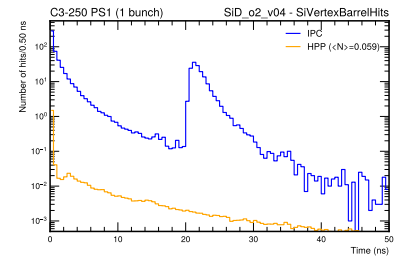 C3-250 PS1 (1 bunch) SiD_o2_v04 - SiVertexBarrelHits
Number of hits/0.50 ns
IPC
HPP (<N>=0.059)
10²
10
1
10⁻¹
10⁻²
10⁻³
0 10 20 30 40 50
Time (ns)